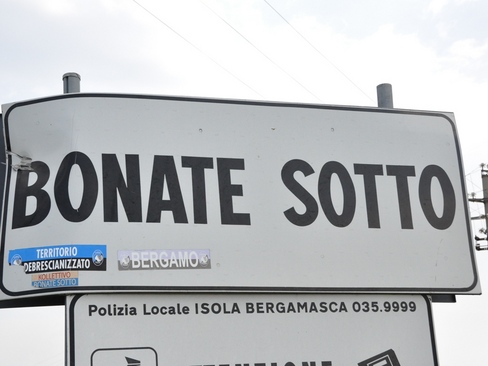 BONATE SOTTO
TERRITORIO
DEBRESCIANIZZATO
BERGAMO
KOLLETTIVO
BONATE SOTTO
Polizia Locale ISOLA BERGAMASCA 035.9999